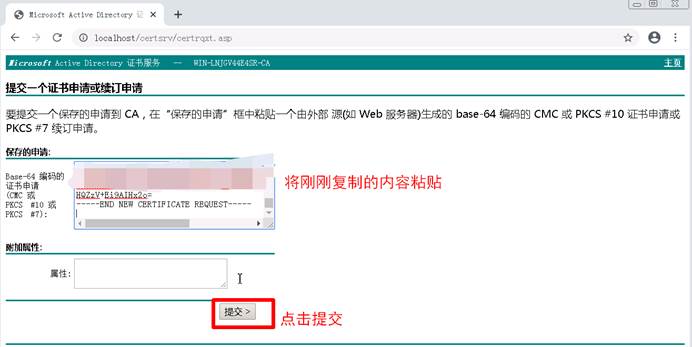 Microsoft Active Directory 证
localhost/certsrv/certrqxt.asp
Microsoft Active Directory 证书服务 -- WIN-LNJGV44E4SR-CA 主页
提交一个证书申请或续订申请
要提交一个保存的申请到 CA，在“保存的申请”框中粘贴一个由外部 源(如 Web 服务器)生成的 base-64 编码的 CMC 或 PKCS #10 证书申请或
PKCS #7 续订申请。
保存的申请:
Base-64 编码的
证书申请
(CMC 或
PKCS #10 或
PKCS #7):
HQZzV+Ei9AIHx2o=
-----END NEW CERTIFICATE REQUEST-----
将刚刚复制的内容粘贴
附加属性:
属性:
提交 >
点击提交